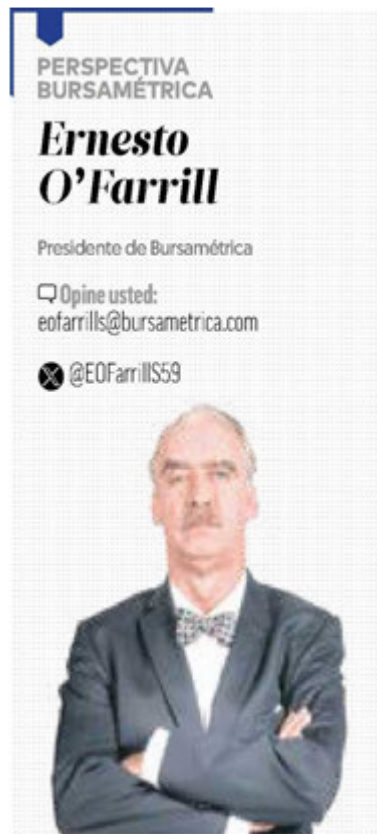 PERSPECTIVA
BURSAMÉTRICA
Ernesto
O’Farrill
Presidente de Bursamétrica
Opine usted:
eofarrills@bursametrica.com
@EOFarrillS59